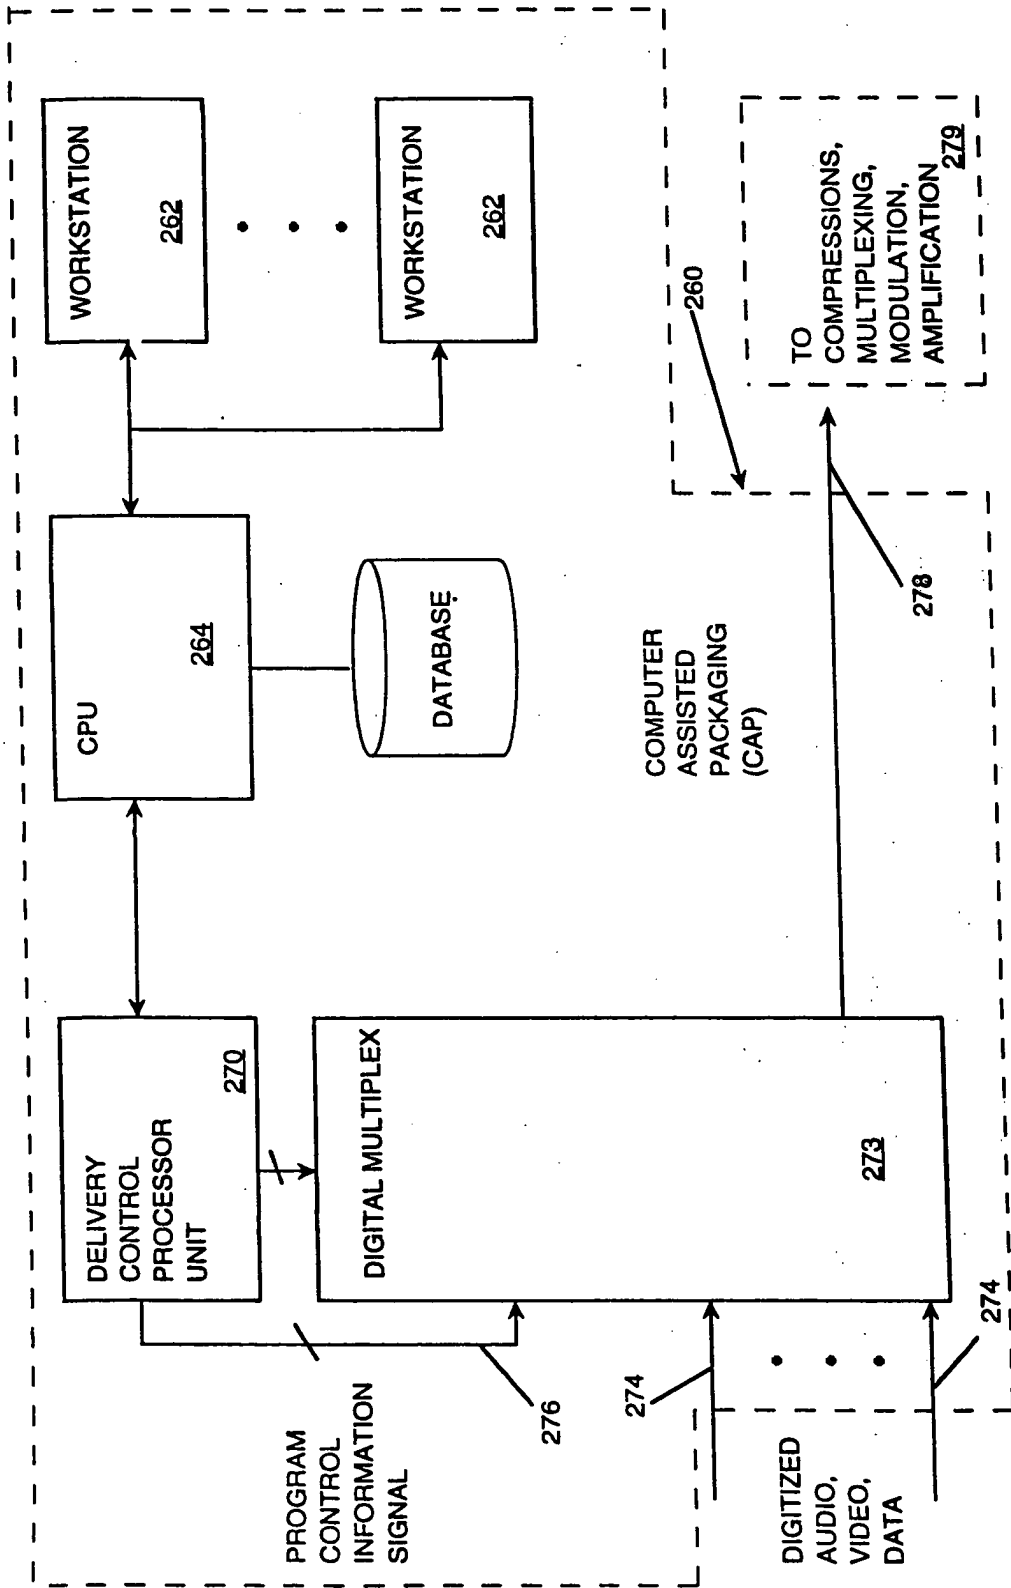 PROGRAM
CONTROL
INFORMATION
SIGNAL
276
DELIVERY
CONTROL
PROCESSOR
UNIT
270
CPU
264
DATABASE
WORKSTATION
262
WORKSTATION
262
DIGITAL MULTIPLEX
273
DIGITIZED
AUDIO,
VIDEO,
DATA
274
274
COMPUTER
ASSISTED
PACKAGING
(CAP)
260
278
TO
COMPRESSIONS,
MULTIPLEXING,
MODULATION,
AMPLIFICATION
279